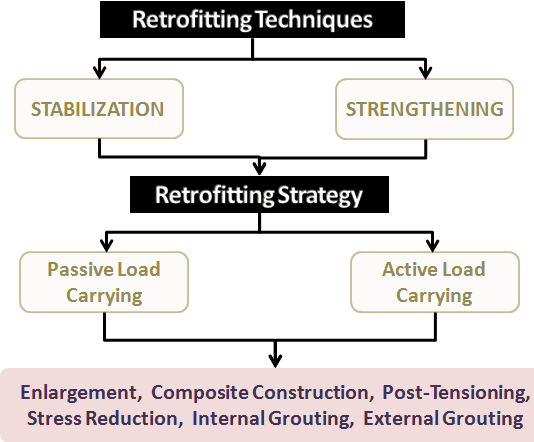 Retrofitting Techniques
STABILIZATION
STRENGTHENING
Retrofitting Strategy
Passive Load
Carrying
Active Load
Carrying
Enlargement, Composite Construction, Post-Tensioning,
Stress Reduction, Internal Grouting, External Grouting